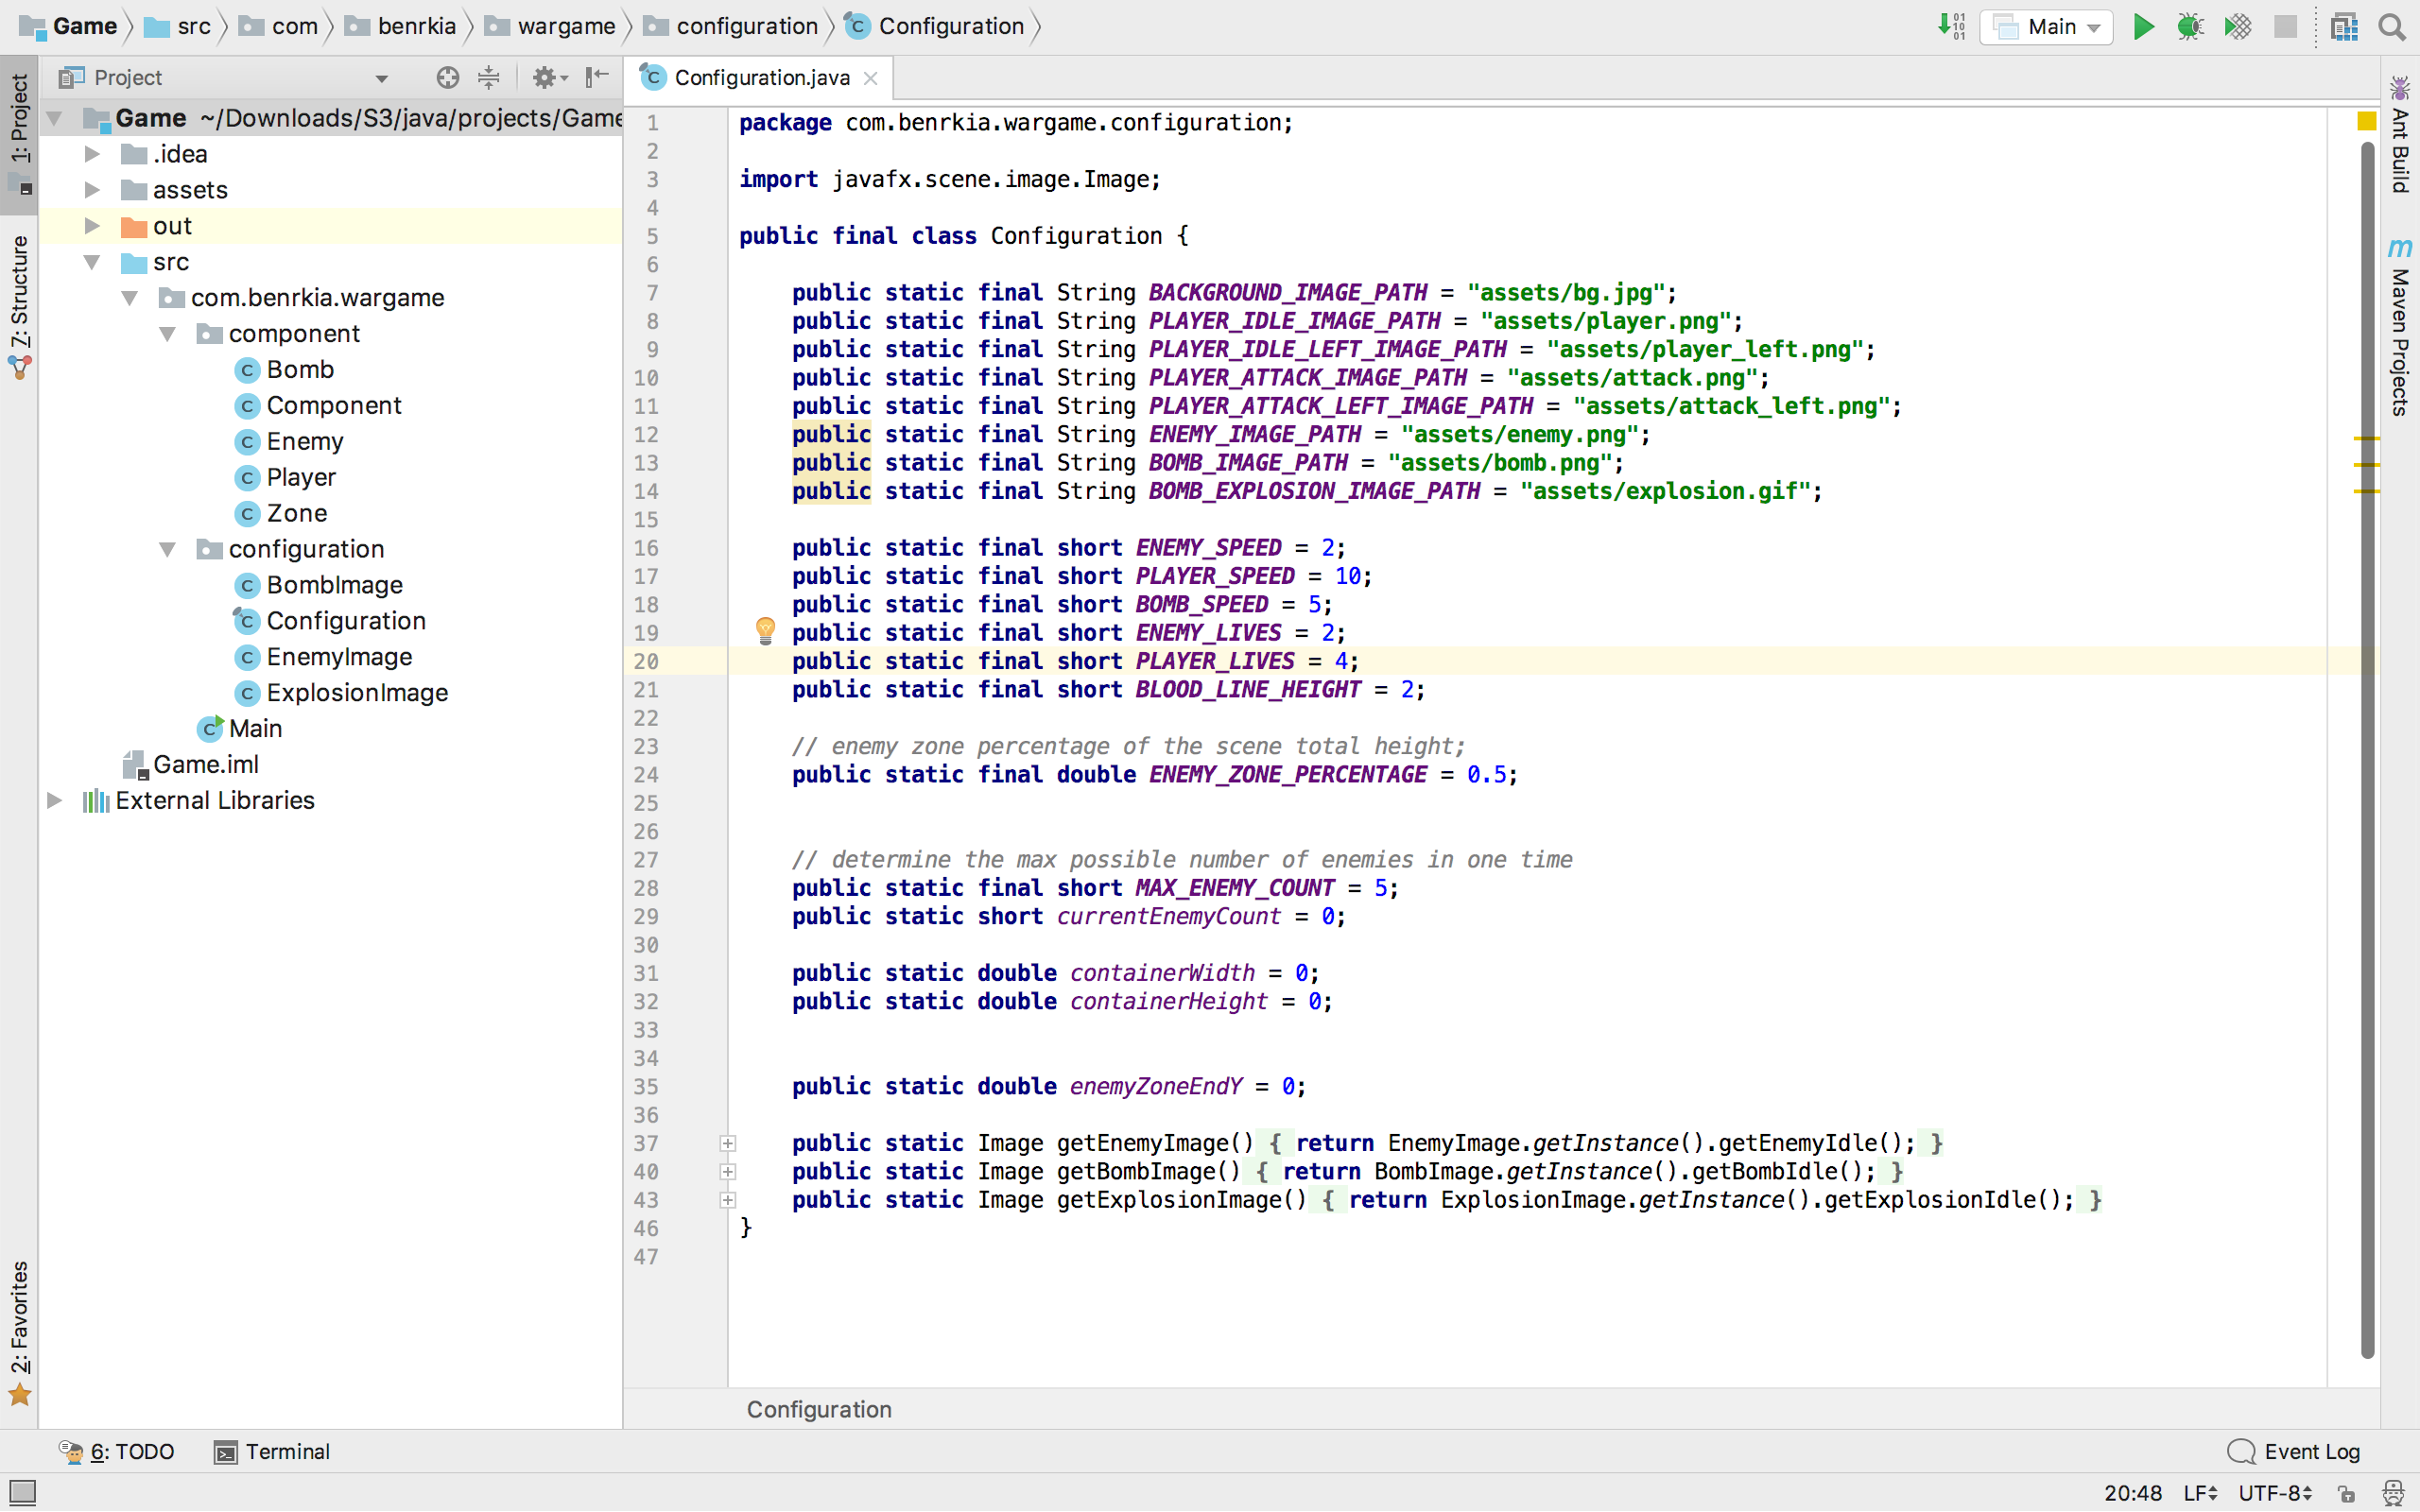 Game src com benrkia wargame configuration Configuration
Main
Project
Configuration.java
1: Project
7: Structure
2: Favorites
Game ~/Downloads/S3/java/projects/Game
.idea
assets
out
src
com.benrkia.wargame
component
Bomb
Component
Enemy
Player
Zone
configuration
BombImage
Configuration
EnemyImage
ExplosionImage
Main
Game.iml
External Libraries
1 package com.benrkia.wargame.configuration;
2
3 import javafx.scene.image.Image;
4
5 public final class Configuration {
6
7 public static final String BACKGROUND_IMAGE_PATH = "assets/bg.jpg";
8 public static final String PLAYER_IDLE_IMAGE_PATH = "assets/player.png";
9 public static final String PLAYER_IDLE_LEFT_IMAGE_PATH = "assets/player_left.png";
10 public static final String PLAYER_ATTACK_IMAGE_PATH = "assets/attack.png";
11 public static final String PLAYER_ATTACK_LEFT_IMAGE_PATH = "assets/attack_left.png";
12 public static final String ENEMY_IMAGE_PATH = "assets/enemy.png";
13 public static final String BOMB_IMAGE_PATH = "assets/bomb.png";
14 public static final String BOMB_EXPLOSION_IMAGE_PATH = "assets/explosion.gif";
15
16 public static final short ENEMY_SPEED = 2;
17 public static final short PLAYER_SPEED = 10;
18 public static final short BOMB_SPEED = 5;
19 public static final short ENEMY_LIVES = 2;
20 public static final short PLAYER_LIVES = 4;
21 public static final short BLOOD_LINE_HEIGHT = 2;
22
23 // enemy zone percentage of the scene total height;
24 public static final double ENEMY_ZONE_PERCENTAGE = 0.5;
25
26
27 // determine the max possible number of enemies in one time
28 public static final short MAX_ENEMY_COUNT = 5;
29 public static short currentEnemyCount = 0;
30
31 public static double containerWidth = 0;
32 public static double containerHeight = 0;
33
34
35 public static double enemyZoneEndY = 0;
36
37 public static Image getEnemyImage() { return EnemyImage.getInstance().getEnemyIdle(); }
40 public static Image getBombImage() { return BombImage.getInstance().getBombIdle(); }
43 public static Image getExplosionImage() { return ExplosionImage.getInstance().getExplosionIdle(); }
46 }
47
Configuration
Ant Build
m Maven Projects
6: TODO Terminal
Event Log
20:48 LF UTF-8